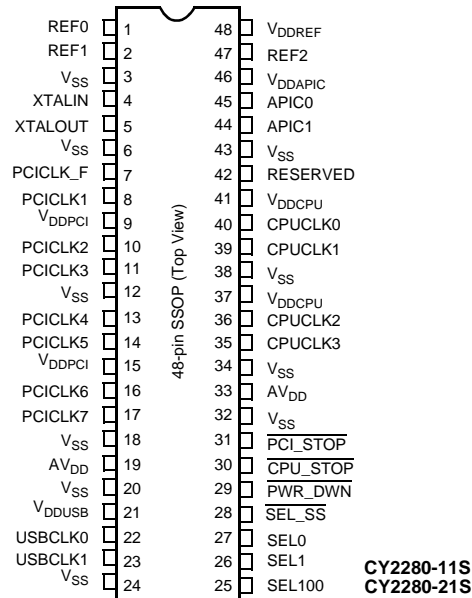 REF0 1 48 VDDREF
REF1 2 47 REF2
VSS 3 46 VDDAPIC
XTALIN 4 45 APIC0
XTALOUT 5 44 APIC1
VSS 6 43 VSS
PCICLK_F 7 42 RESERVED
PCICLK1 8 41 VDDCPU
VDDPCI 9 40 CPUCLK0
PCICLK2 10 39 CPUCLK1
PCICLK3 11 38 VSS
VSS 12 37 VDDCPU
PCICLK4 13 36 CPUCLK2
PCICLK5 14 35 CPUCLK3
VDDPCI 15 34 VSS
PCICLK6 16 33 AVDD
PCICLK7 17 32 VSS
VSS 18 31 PCI_STOP
AVDD 19 30 CPU_STOP
VSS 20 29 PWR_DWN
VDDUSB 21 28 SEL_SS
USBCLK0 22 27 SEL0
USBCLK1 23 26 SEL1
VSS 24 25 SEL100
48-pin SSOP (Top View)
CY2280-11S
CY2280-21S